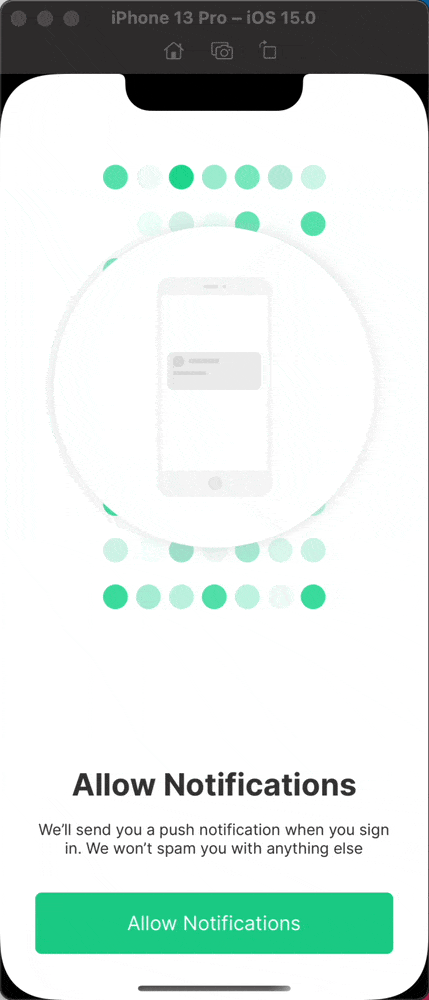 iPhone 13 Pro – iOS 15.0
Allow Notifications
We’ll send you a push notification when you sign
in. We won’t spam you with anything else
Allow Notifications